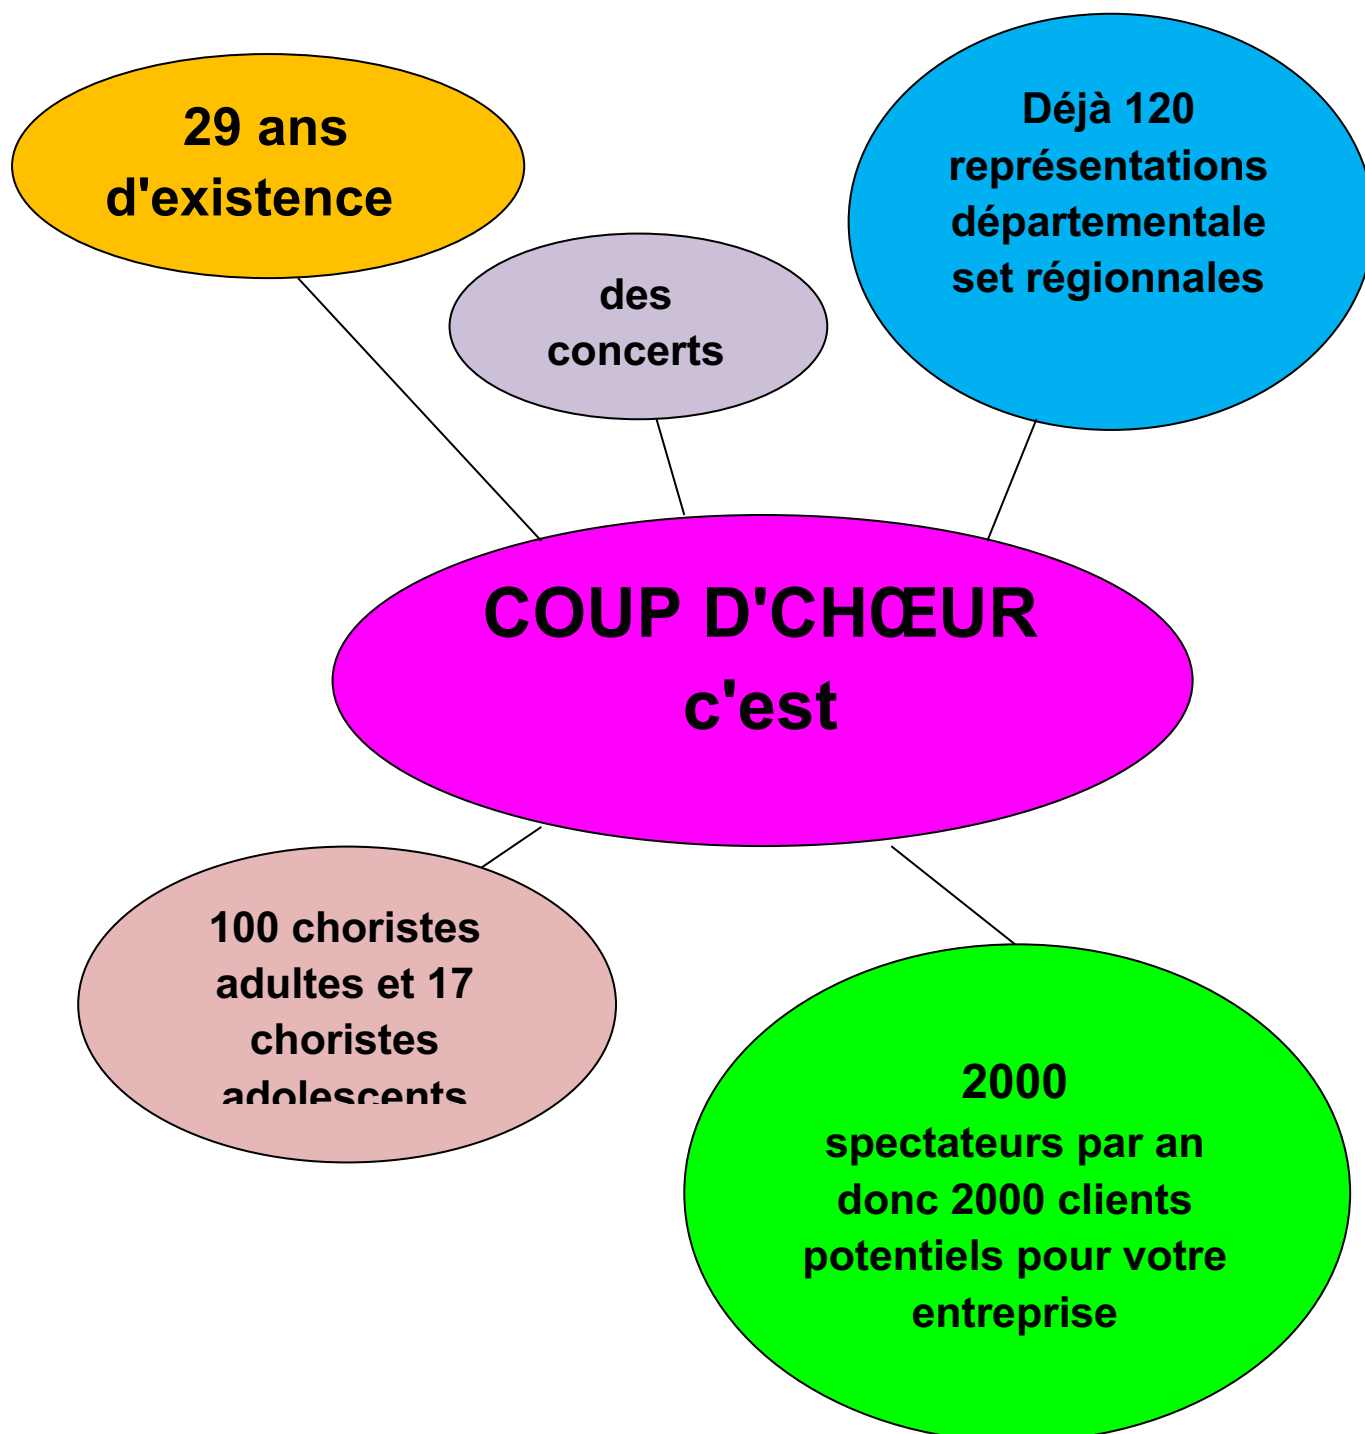 29 ans
d'existence
des
concerts
Déjà 120
représentations
départementale
set régionnales
COUP D'CHŒUR
c'est
100 choristes
adultes et 17
choristes
adolescents
2000
spectateurs par an
donc 2000 clients
potentiels pour votre
entreprise